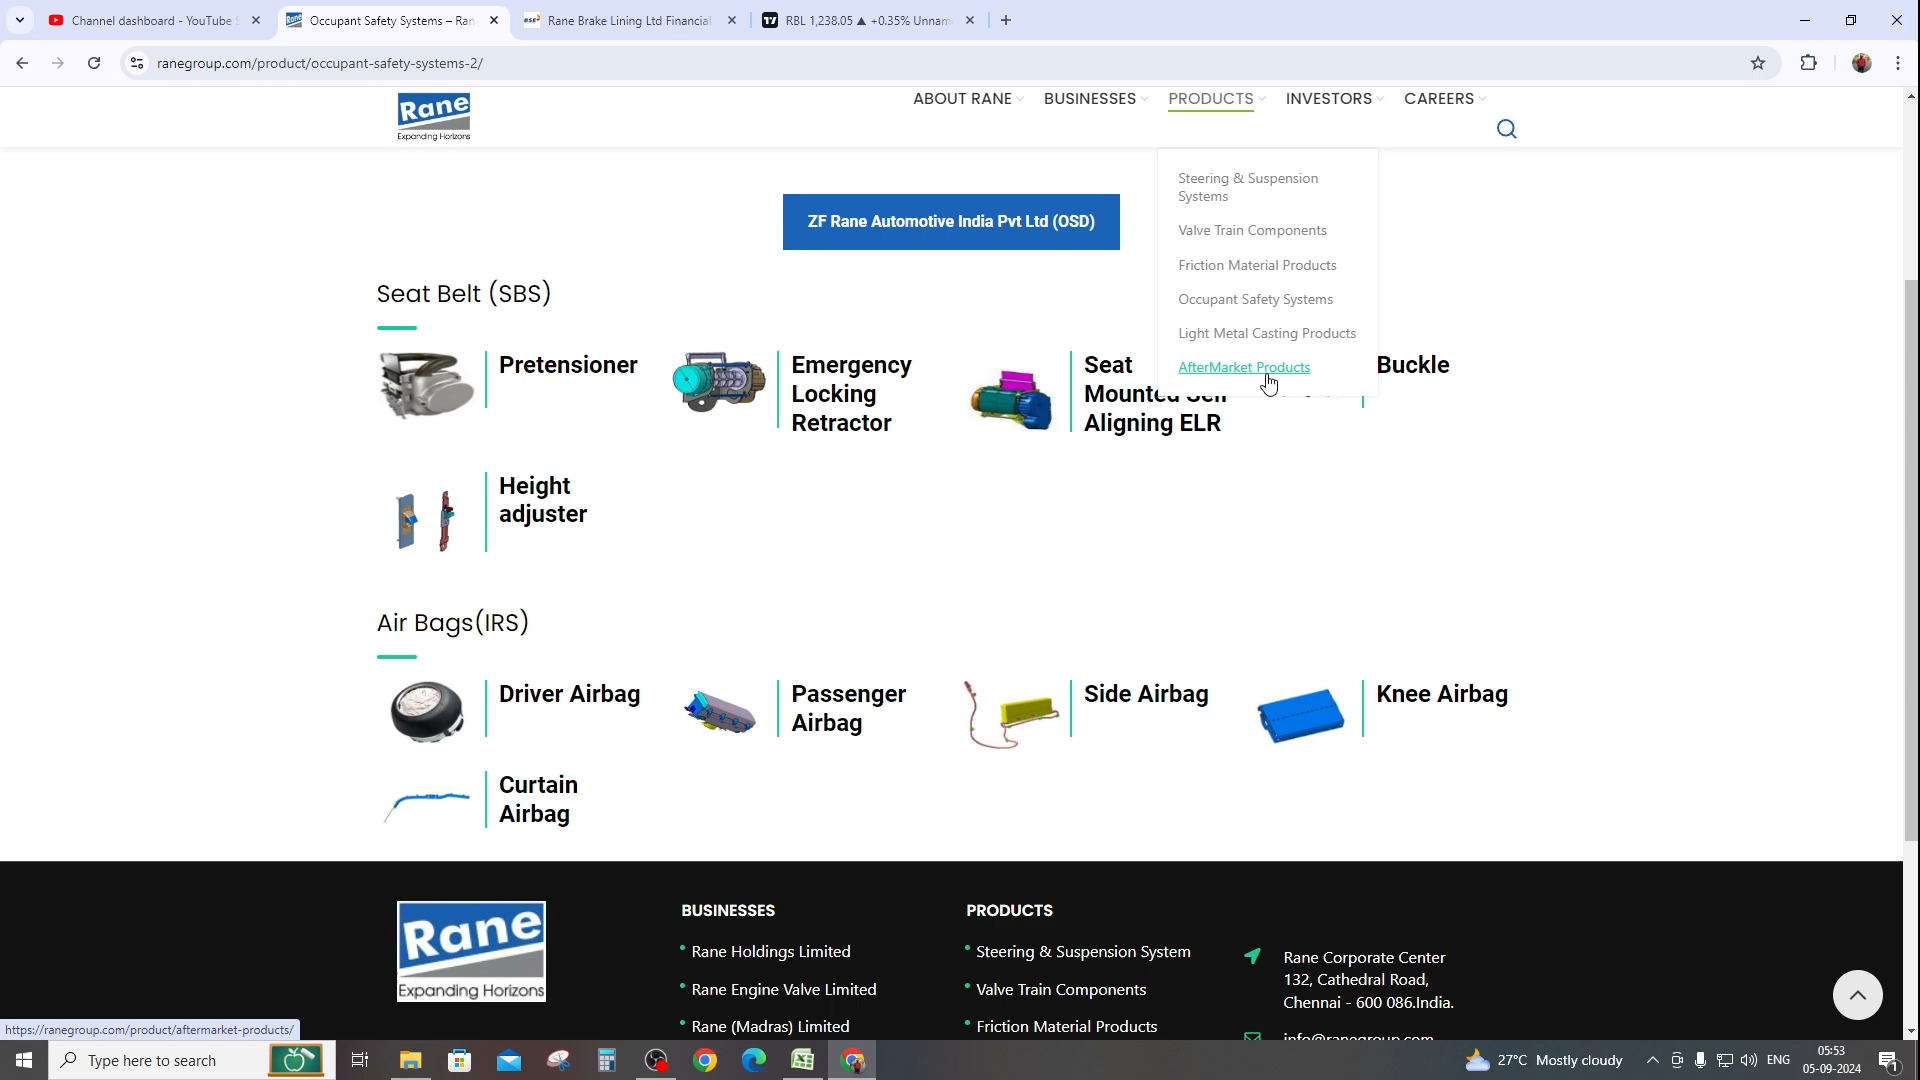 Channel dashboard - YouTube S
Occupant Safety Systems – Ran
BSE
Rane Brake Lining Ltd Financial
RBL 1,238.05 ▲ +0.35% Unnam
ranegroup.com/product/occupant-safety-systems-2/
Rane
Expanding Horizons
ABOUT RANE
BUSINESSES
PRODUCTS
INVESTORS
CAREERS
Steering & Suspension
Systems
Valve Train Components
Friction Material Products
Occupant Safety Systems
Light Metal Casting Products
AfterMarket Products
ZF Rane Automotive India Pvt Ltd (OSD)
Seat Belt (SBS)
Pretensioner
Emergency
Locking
Retractor
Seat
Mounted Self
Aligning ELR
Buckle
Height
adjuster
Air Bags(IRS)
Driver Airbag
Passenger
Airbag
Side Airbag
Knee Airbag
Curtain
Airbag
Rane
Expanding Horizons
BUSINESSES
Rane Holdings Limited
Rane Engine Valve Limited
Rane (Madras) Limited
PRODUCTS
Steering & Suspension System
Valve Train Components
Friction Material Products
Rane Corporate Center
132, Cathedral Road,
Chennai - 600 086.India.
info@ranegroup.com
https://ranegroup.com/product/aftermarket-products/
Type here to search
27°C Mostly cloudy
ENG
05:53
05-09-2024
1